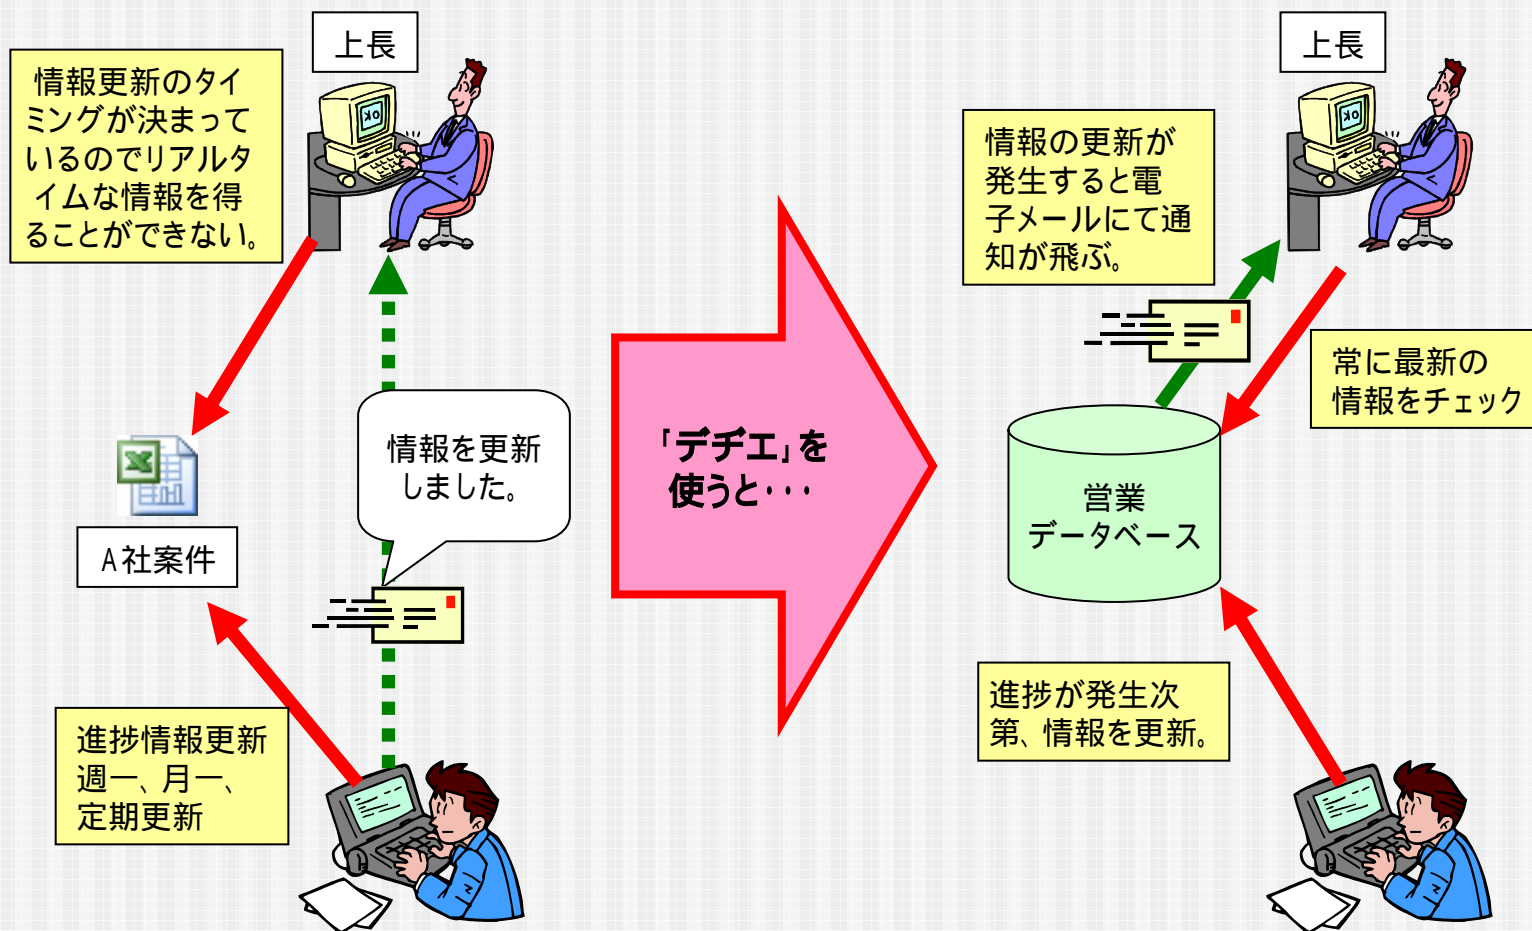 上長
情報更新のタイ
ミングが決まって
いるのでリアルタ
イムな情報を得
ることができない。
情報を更新
しました。
A社案件
進捗情報更新
週一、月一、
定期更新
「デヂエ」を
使うと・・・
上長
情報の更新が
発生すると電
子メールにて通
知が飛ぶ。
常に最新の
情報をチェック
営業
データベース
進捗が発生次
第、情報を更新。